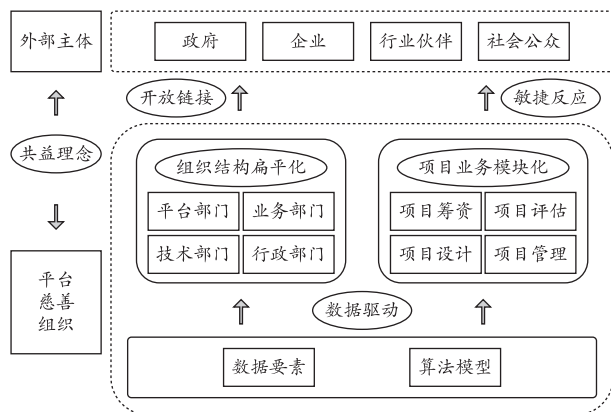 外部主体
政府
企业
行业伙伴
社会公众
开放链接
敏捷反应
共益理念
组织结构扁平化
项目业务模块化
平台部门
业务部门
项目筹资
项目评估
技术部门
行政部门
项目设计
项目管理
平台
慈善
组织
数据驱动
数据要素
算法模型